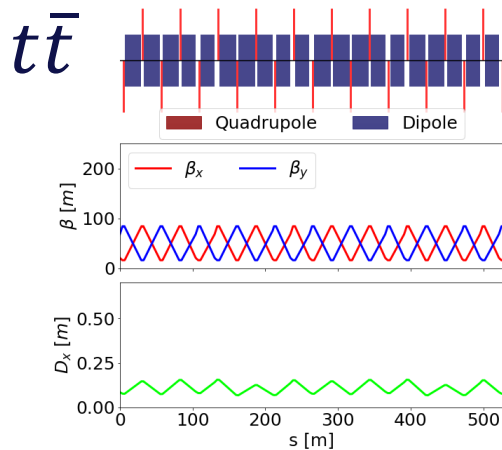 tt̄
Quadrupole Dipole
βx βy
200
100
0
β [m]
0.50
0.25
0.00
Dx [m]
0 100 200 300 400 500
s [m]